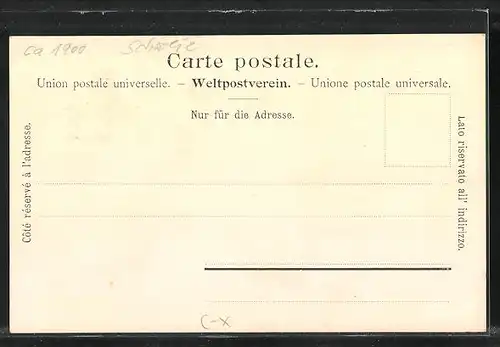 ca 1900
Carte postale.
Union postale universelle. – Weltpostverein. – Unione postale universale.
Nur für die Adresse.
Côté réservé à l'adresse.
Lato riservato all' indirizzo.
C-X